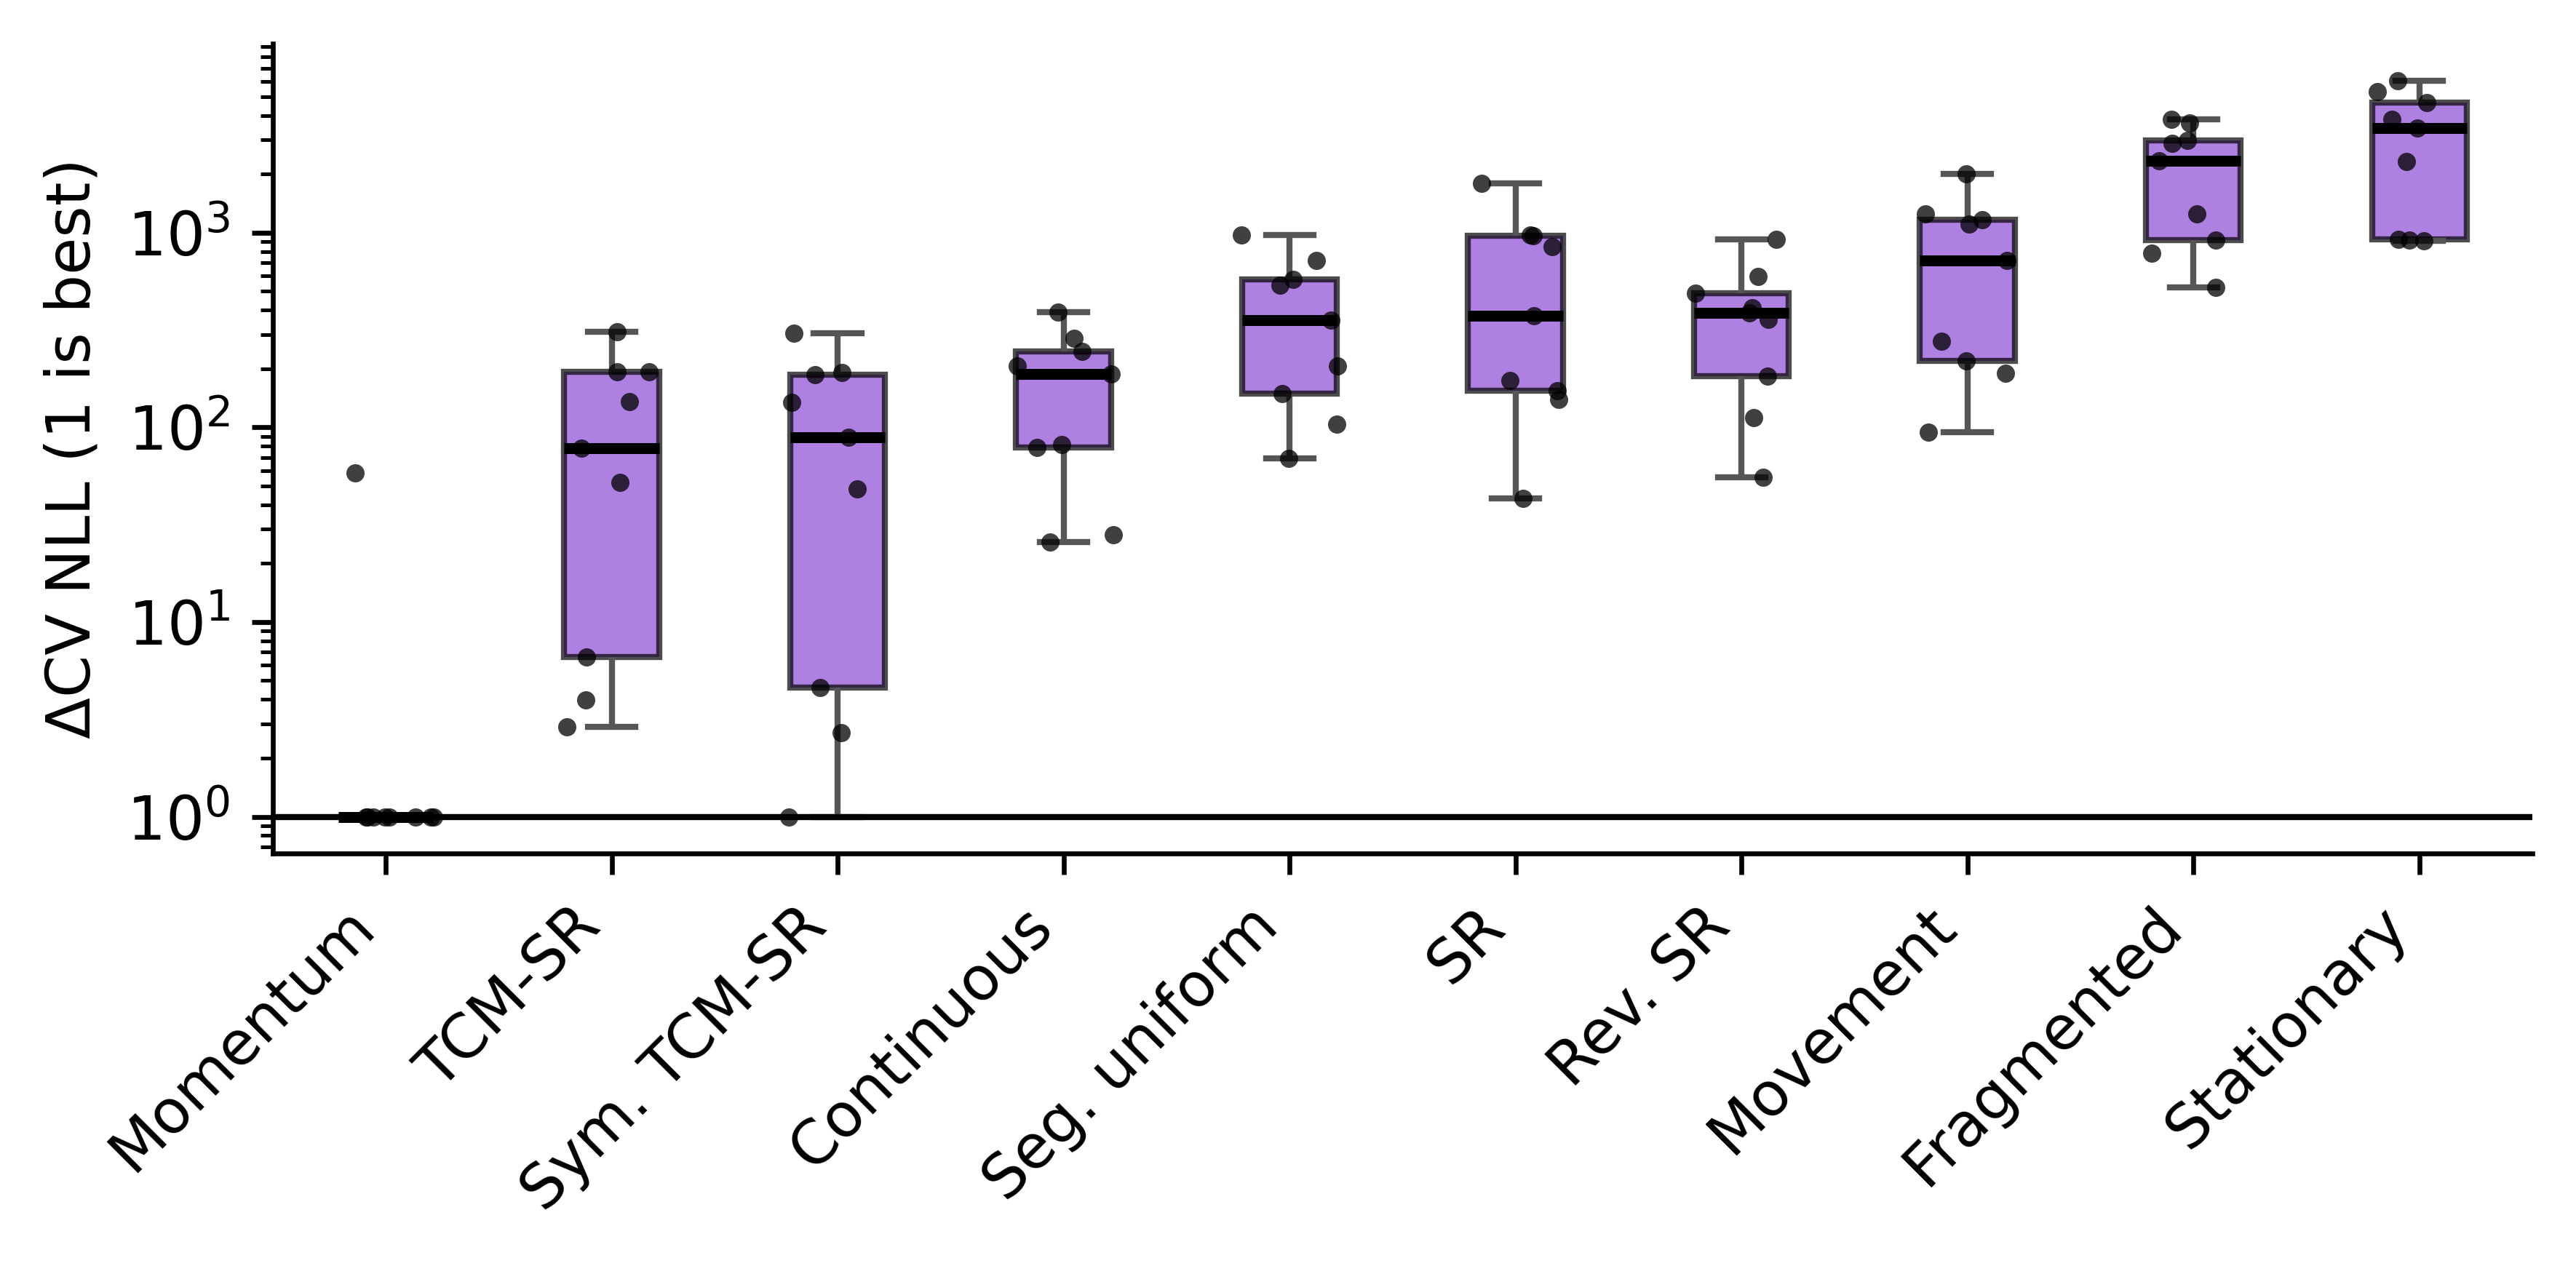 ΔCV NLL (1 is best)
10³
10²
10¹
10⁰
Momentum
TCM-SR
Sym. TCM-SR
Continuous
Seg. uniform
SR
Rev. SR
Movement
Fragmented
Stationary